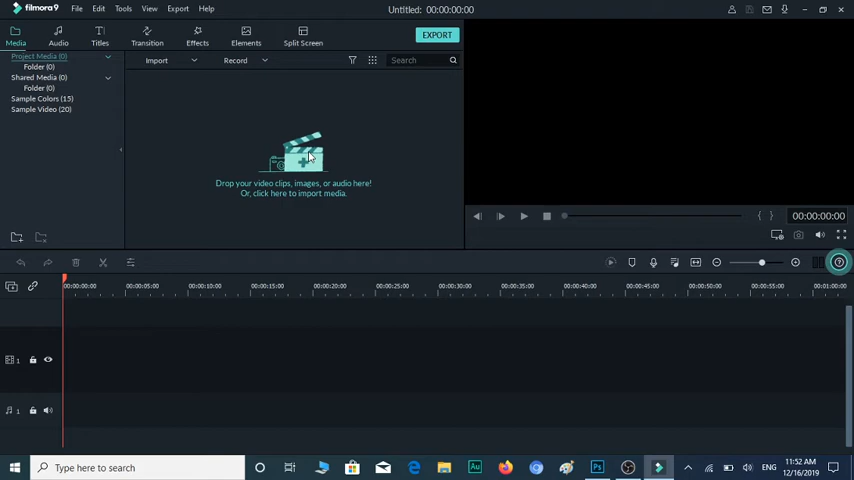 filmora9 File Edit Tools View Export Help Untitled: 00:00:00:00
Media Audio Titles Transition Effects Elements Split Screen EXPORT
Project Media (0)
Folder (0)
Shared Media (0)
Folder (0)
Sample Colors (15)
Sample Video (20)
Import Record Search
Drop your video clips, images, or audio here!
Or, click here to import media.
00:00:00:00
00:00:00:00 00:00:05:00 00:00:10:00 00:00:15:00 00:00:20:00 00:00:25:00 00:00:30:00 00:00:35:00 00:00:40:00 00:00:45:00 00:00:50:00 00:00:55:00 00:01:00:00
1
1
Type here to search
Au
Ps
ENG
11:52 AM
12/16/2019